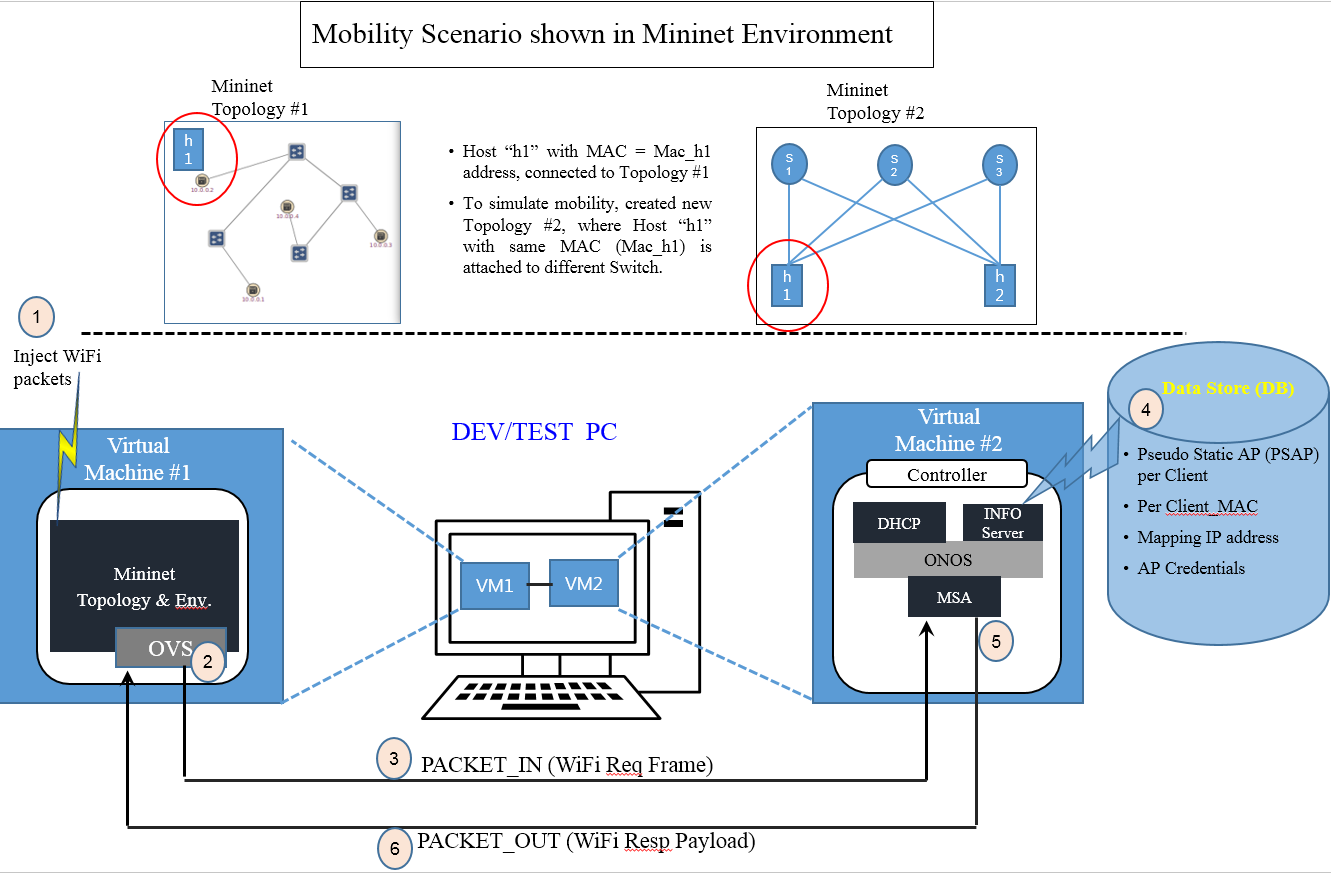 Mobility Scenario shown in Mininet Environment
Mininet
Topology #1
h
1
10.0.0.2
10.0.0.4
10.0.0.3
10.0.0.1
• Host “h1” with MAC = Mac_h1
address, connected to Topology #1
• To simulate mobility, created new
Topology #2, where Host “h1”
with same MAC (Mac_h1) is
attached to different Switch.
Mininet
Topology #2
s
1
s
2
s
3
h
1
h
2
1
Inject WiFi
packets
Virtual
Machine #1
Mininet
Topology & Env.
OVS
2
DEV/TEST PC
VM1
VM2
Virtual
Machine #2
Controller
DHCP
INFO
Server
ONOS
MSA
5
Data Store (DB)
4
• Pseudo Static AP (PSAP)
per Client
• Per Client_MAC
• Mapping IP address
• AP Credentials
3
PACKET_IN (WiFi Req Frame)
6
PACKET_OUT (WiFi Resp Payload)